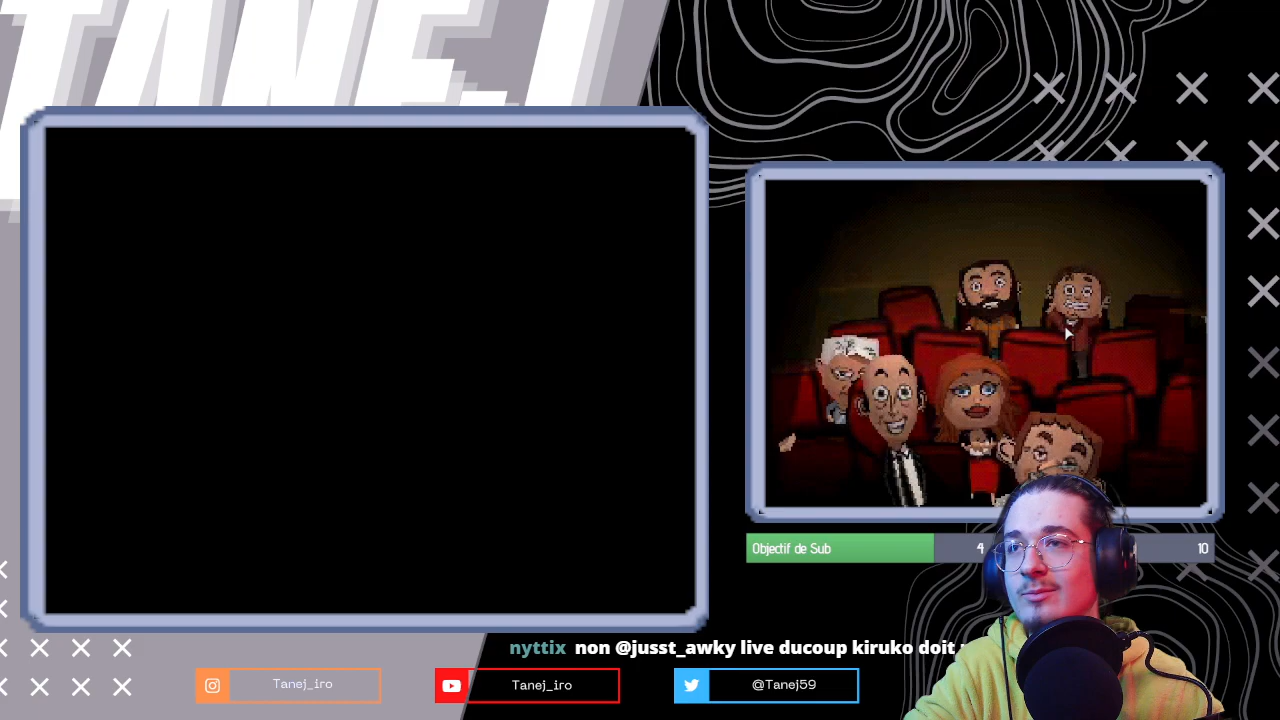 TANEJ
Objectif de Sub 4 10
nyttix non @jusst_awky live ducoup kiruko doit
Tanej_iro
Tanej_iro
@Tanej59